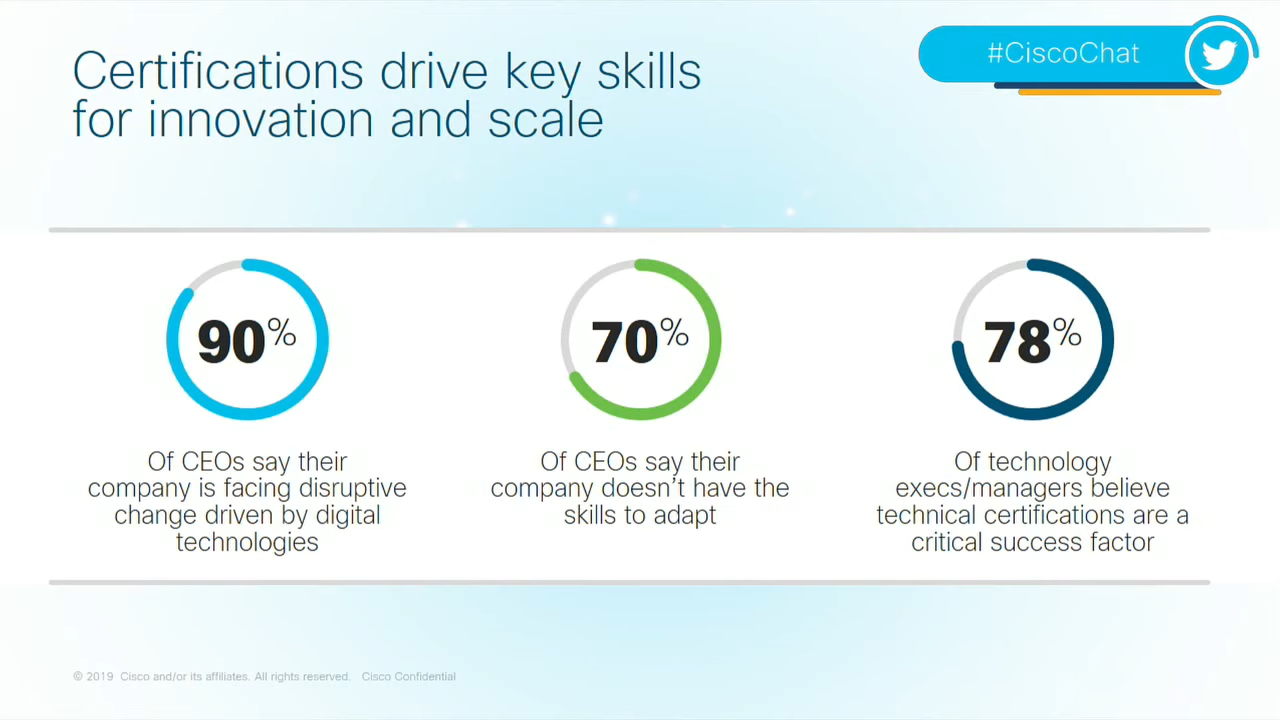 Certifications drive key skills
for innovation and scale
#CiscoChat
90%
Of CEOs say their
company is facing disruptive
change driven by digital
technologies
70%
Of CEOs say their
company doesn't have the
skills to adapt
78%
Of technology
execs/managers believe
technical certifications are a
critical success factor
© 2019 Cisco and/or its affiliates. All rights reserved. Cisco Confidential